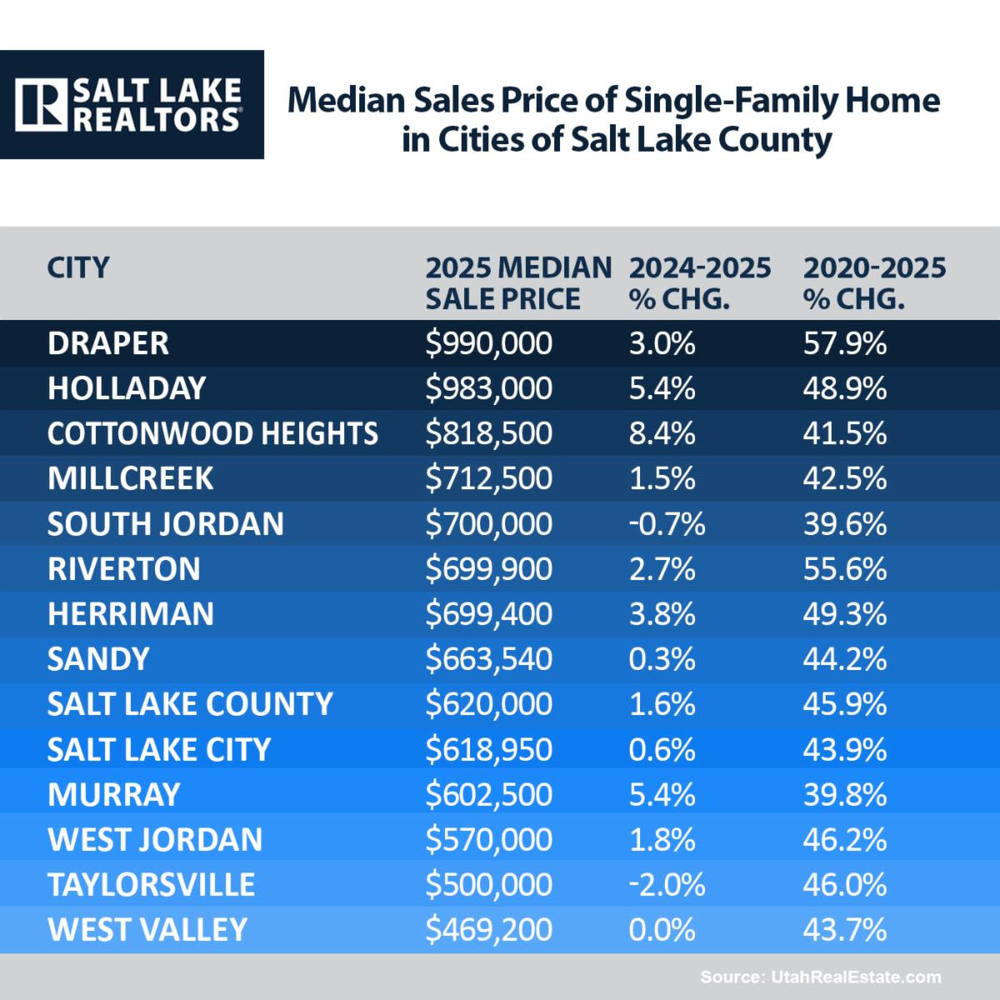 SALT LAKE
REALTORS®
Median Sales Price of Single-Family Home
in Cities of Salt Lake County
CITY 2025 MEDIAN SALE PRICE 2024-2025 % CHG. 2020-2025 % CHG.
DRAPER $990,000 3.0% 57.9%
HOLLADAY $983,000 5.4% 48.9%
COTTONWOOD HEIGHTS $818,500 8.4% 41.5%
MILLCREEK $712,500 1.5% 42.5%
SOUTH JORDAN $700,000 -0.7% 39.6%
RIVERTON $699,900 2.7% 55.6%
HERRIMAN $699,400 3.8% 49.3%
SANDY $663,540 0.3% 44.2%
SALT LAKE COUNTY $620,000 1.6% 45.9%
SALT LAKE CITY $618,950 0.6% 43.9%
MURRAY $602,500 5.4% 39.8%
WEST JORDAN $570,000 1.8% 46.2%
TAYLORSVILLE $500,000 -2.0% 46.0%
WEST VALLEY $469,200 0.0% 43.7%
Source: UtahRealEstate.com